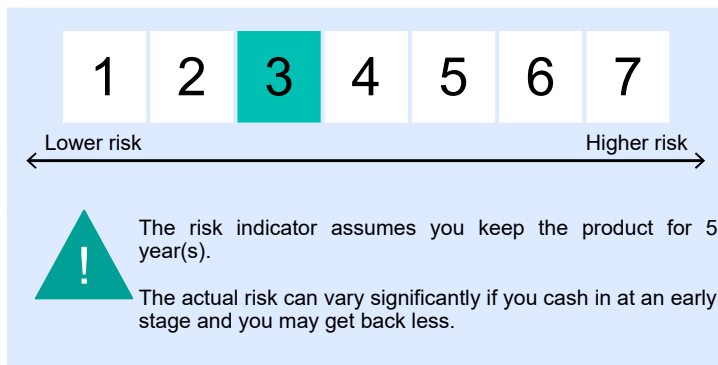 1 2 3 4 5 6 7
Lower risk Higher risk
!
The risk indicator assumes you keep the product for 5
year(s).
The actual risk can vary significantly if you cash in at an early
stage and you may get back less.